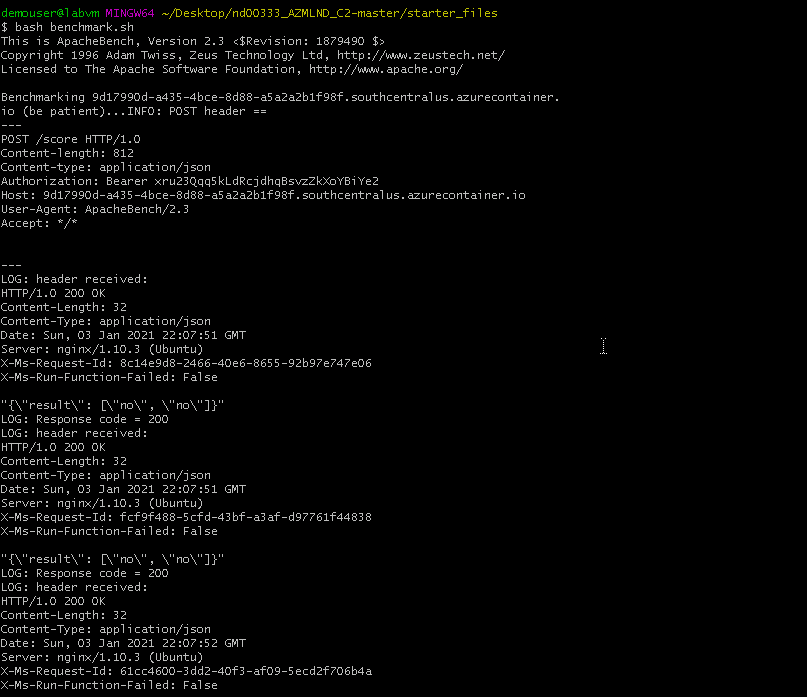 demouser@labvm MINGW64 ~/Desktop/nd00333_AZMLND_C2-master/starter_files
$ bash benchmark.sh
This is ApacheBench, Version 2.3 <$Revision: 1879490 $>
Copyright 1996 Adam Twiss, Zeus Technology Ltd, http://www.zeustech.net/
Licensed to The Apache Software Foundation, http://www.apache.org/

Benchmarking 9d17990d-a435-4bce-8d88-a5a2a2b1f98f.southcentralus.azurecontainer.
io (be patient)...INFO: POST header ==
---
POST /score HTTP/1.0
Content-length: 812
Content-type: application/json
Authorization: Bearer xru23Qqq5kLdRcjdhqBsvzZkXoYBiYe2
Host: 9d17990d-a435-4bce-8d88-a5a2a2b1f98f.southcentralus.azurecontainer.io
User-Agent: ApacheBench/2.3
Accept: */*

---
LOG: header received:
HTTP/1.0 200 OK
Content-Length: 32
Content-Type: application/json
Date: Sun, 03 Jan 2021 22:07:51 GMT
Server: nginx/1.10.3 (Ubuntu)
X-Ms-Request-Id: 8c14e9d8-2466-40e6-8655-92b97e747e06
X-Ms-Run-Function-Failed: False

"{\"result\": [\"no\", \"no\"]}"
LOG: Response code = 200
LOG: header received:
HTTP/1.0 200 OK
Content-Length: 32
Content-Type: application/json
Date: Sun, 03 Jan 2021 22:07:51 GMT
Server: nginx/1.10.3 (Ubuntu)
X-Ms-Request-Id: fcf9f488-5cfd-43bf-a3af-d97761f44838
X-Ms-Run-Function-Failed: False

"{\"result\": [\"no\", \"no\"]}"
LOG: Response code = 200
LOG: header received:
HTTP/1.0 200 OK
Content-Length: 32
Content-Type: application/json
Date: Sun, 03 Jan 2021 22:07:52 GMT
Server: nginx/1.10.3 (Ubuntu)
X-Ms-Request-Id: 61cc4600-3dd2-40f3-af09-5ecd2f706b4a
X-Ms-Run-Function-Failed: False